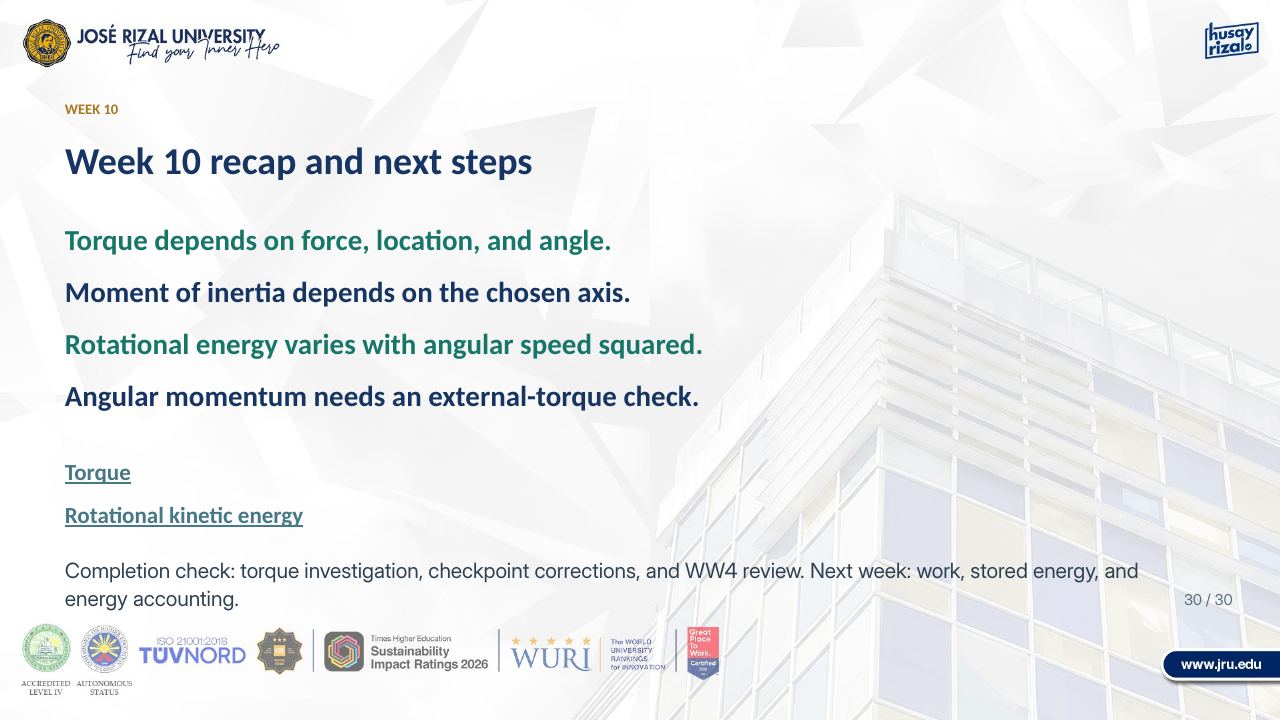 JOSÉ RIZAL UNIVERSITY
Find your Inner Hero
husay
rizal
WEEK 10
Week 10 recap and next steps
Torque depends on force, location, and angle.
Moment of inertia depends on the chosen axis.
Rotational energy varies with angular speed squared.
Angular momentum needs an external-torque check.
Torque
Rotational kinetic energy
Completion check: torque investigation, checkpoint corrections, and WW4 review. Next week: work, stored energy, and
energy accounting.
30 / 30
ACCREDITED
LEVEL IV
AUTONOMOUS
STATUS
ISO 21001:2018
TÜVNORD
Times Higher Education
Sustainability
Impact Ratings 2026
WURI
The WORLD
UNIVERSITY
RANKINGS
for INNOVATION
Great
Place
To
Work.
Certified
www.jru.edu